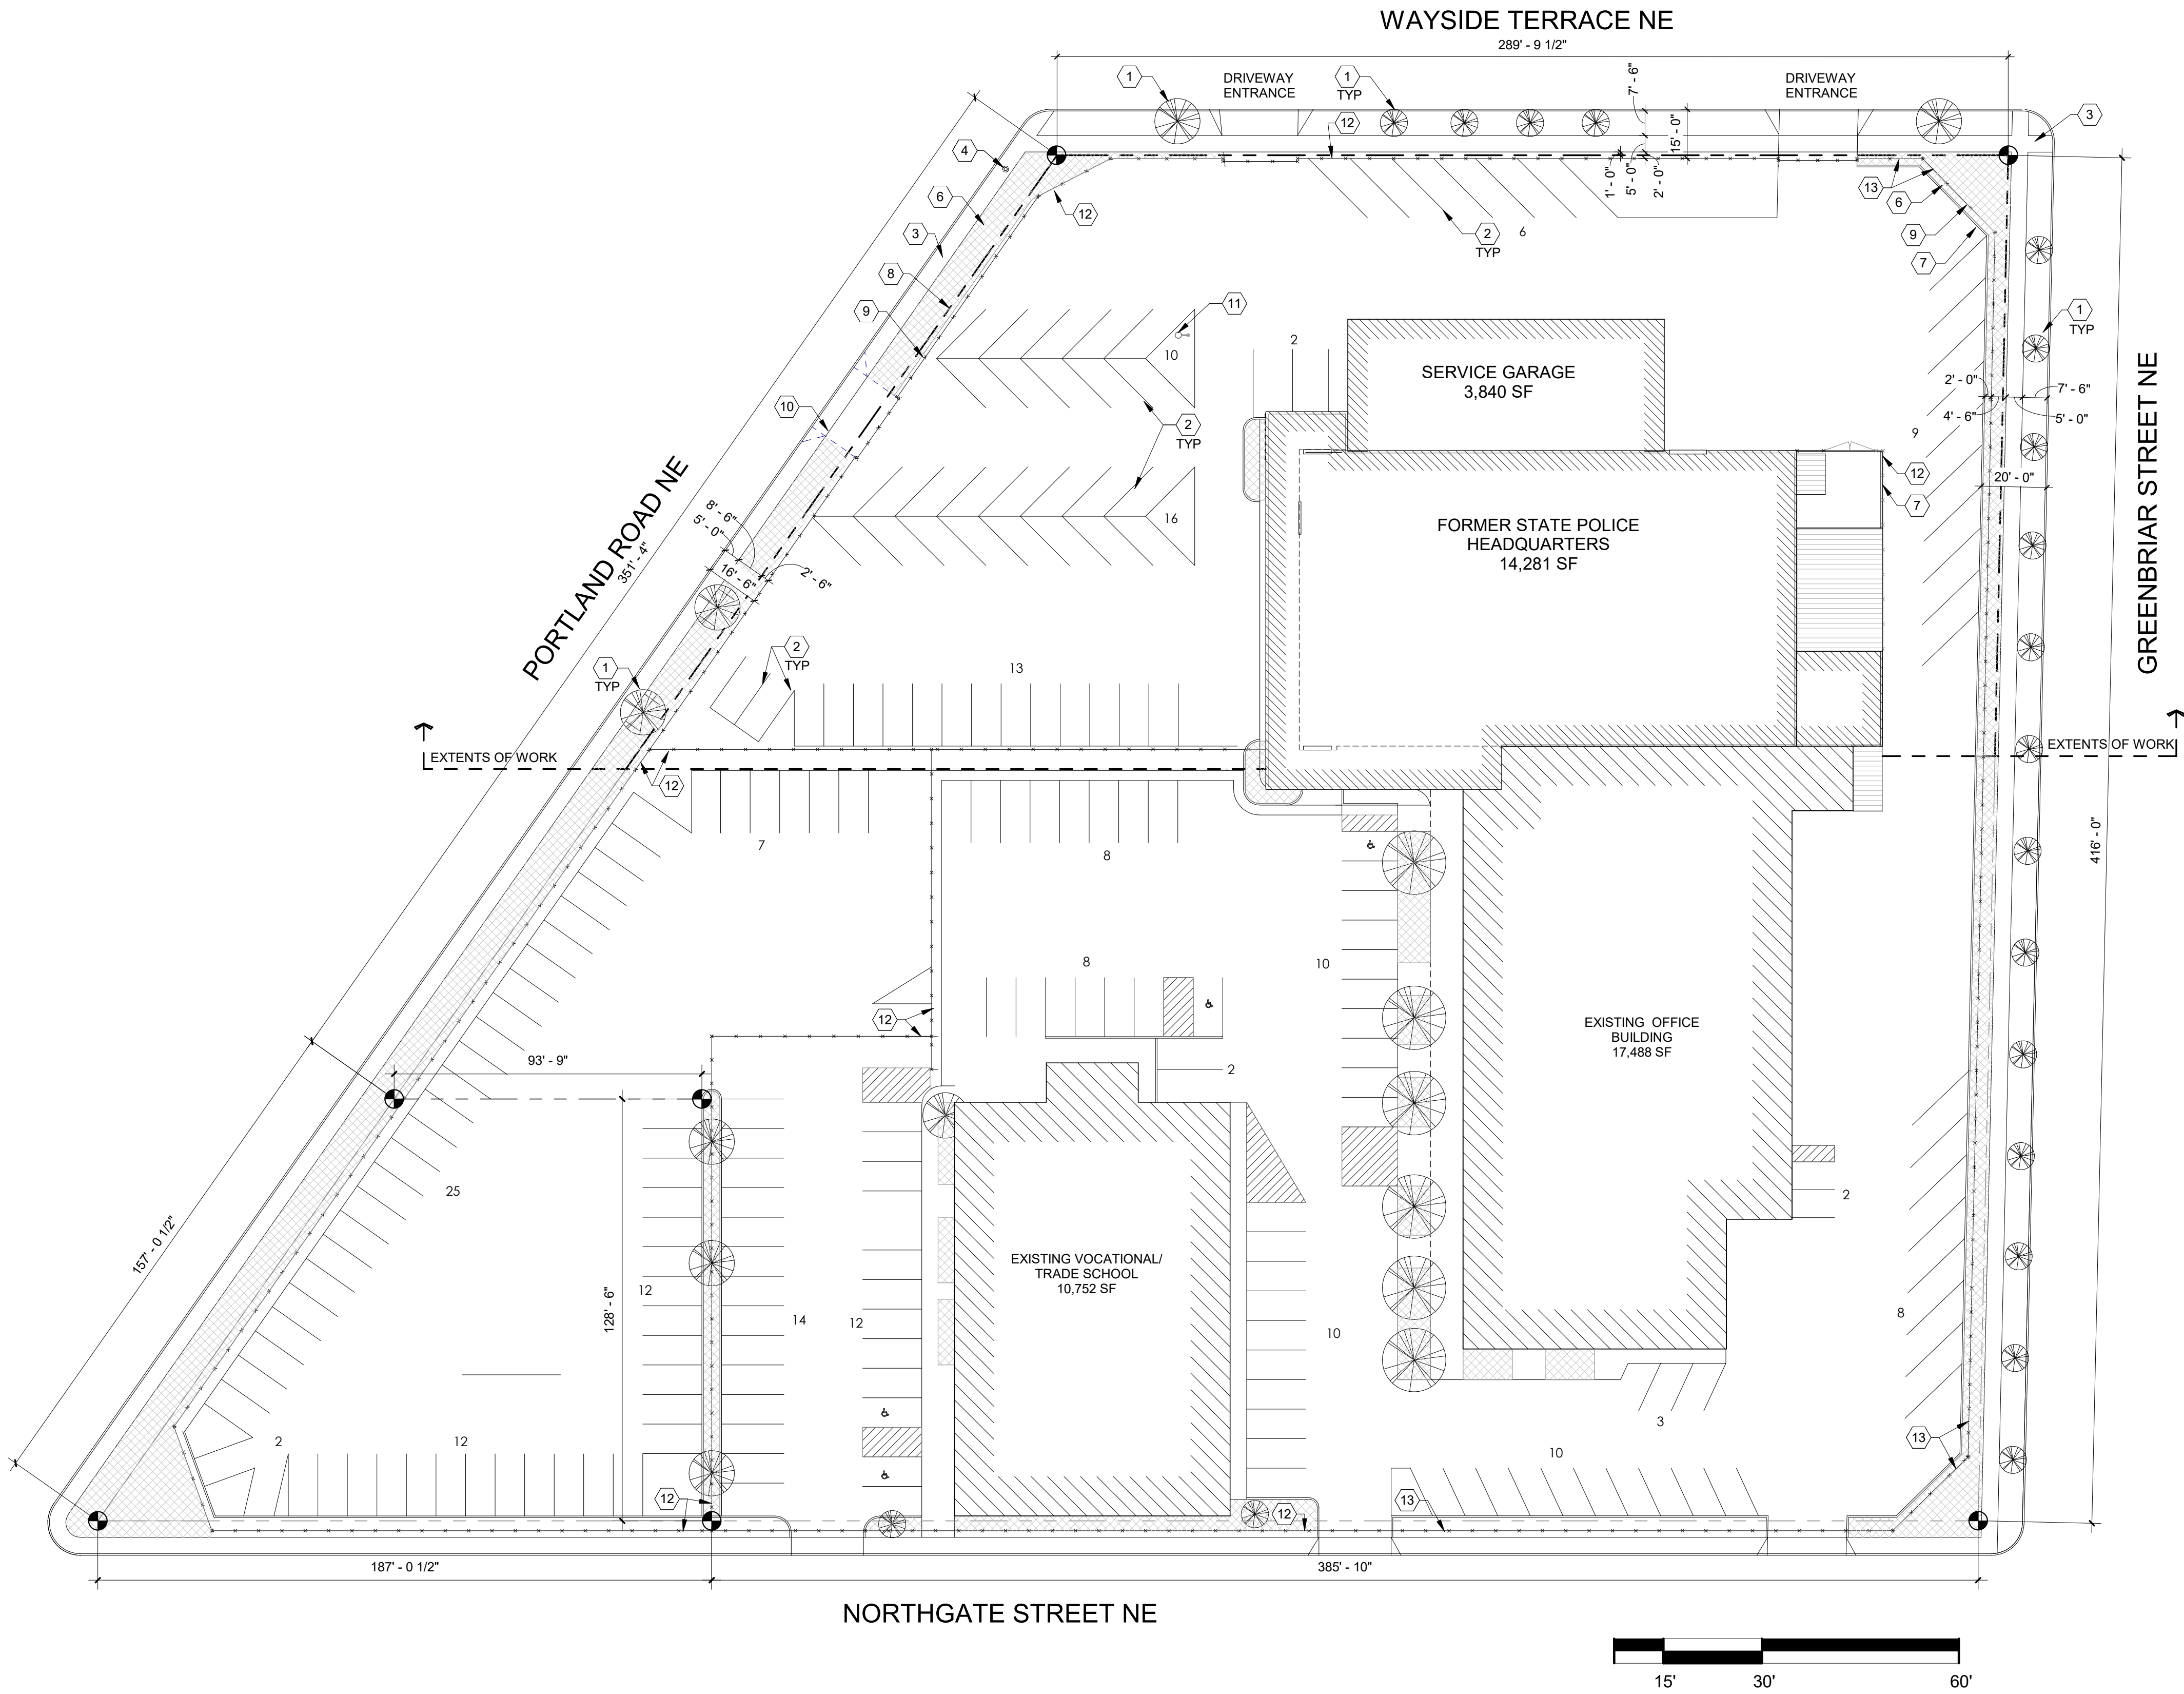 WAYSIDE TERRACE NE
289' - 9 1/2"
1
DRIVEWAY
ENTRANCE
1
TYP
7' - 6"
DRIVEWAY
ENTRANCE
3
12
15' - 0"
4
1' - 0"
5' - 0"
2' - 0"
13
6
6
12
3
2
TYP
6
9
7
8
9
11
1
TYP
10
2
SERVICE GARAGE
3,840 SF
GREENBRIAR STREET NE
2' - 0"
7' - 6"
4' - 6"
5' - 0"
10
2
TYP
9
12
20' - 0"
7
PORTLAND ROAD NE
351' - 4"
8' - 6"
5' - 0"
16' - 6"
2' - 6"
16
FORMER STATE POLICE
HEADQUARTERS
14,281 SF
2
TYP
1
TYP
13
EXTENTS OF WORK
EXTENTS OF WORK
12
7
8
416' - 0"
8
10
12
EXISTING OFFICE
BUILDING
17,488 SF
93' - 9"
2
25
2
157' - 0 1/2"
128' - 6"
12
14
12
EXISTING VOCATIONAL/
TRADE SCHOOL
10,752 SF
10
8
3
13
2
12
10
12
12
13
187' - 0 1/2"
385' - 10"
NORTHGATE STREET NE
15'
30'
60'